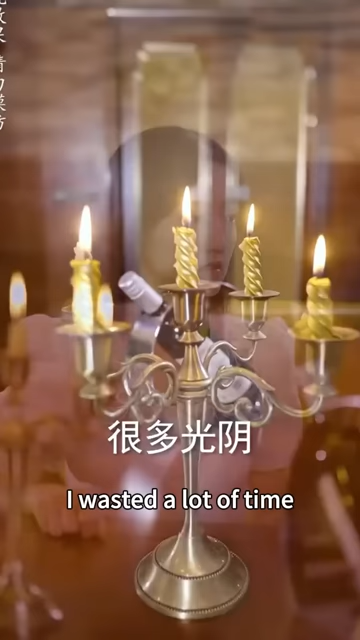 很多光阴
I wasted a lot of time